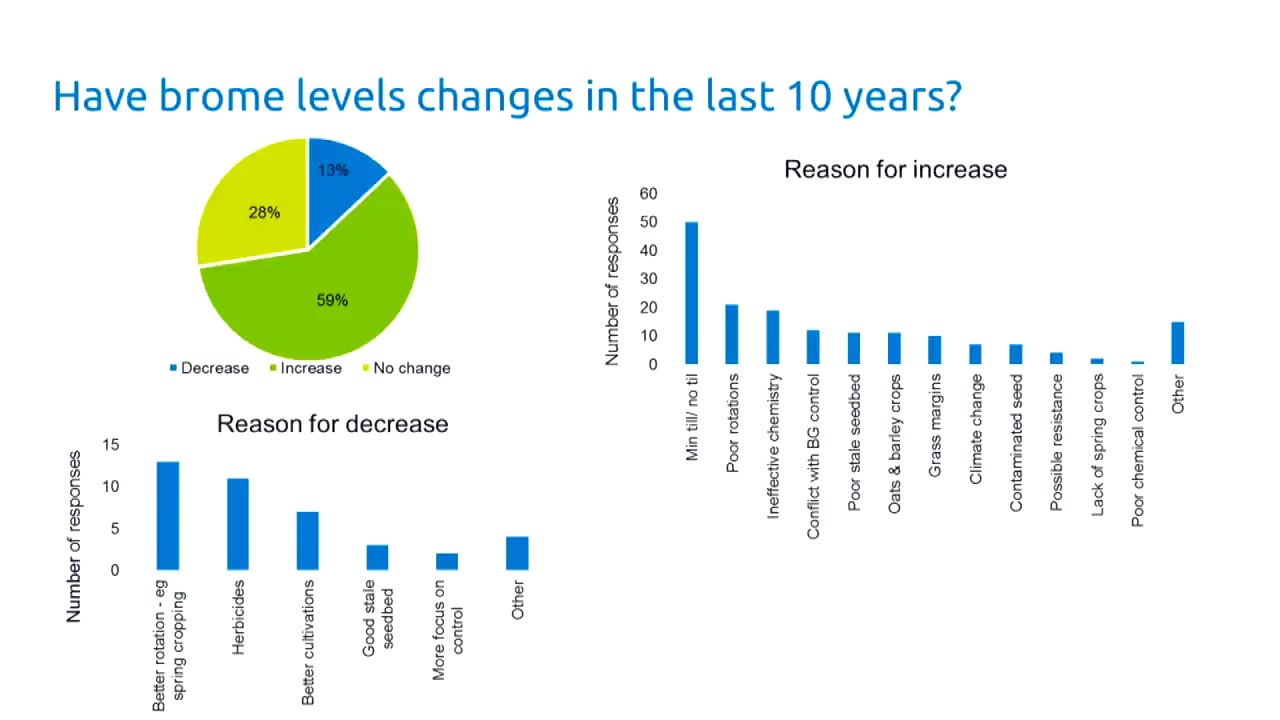 Have brome levels changes in the last 10 years?
13%
28%
59%
Decrease
Increase
No change
Reason for decrease
Number of responses
15
10
5
0
Better rotation - eg
spring cropping
Herbicides
Better cultivations
Good stale
seedbed
More focus on
control
Other
Reason for increase
Number of responses
60
50
40
30
20
10
0
Min till/ no til
Poor rotations
Ineffective chemistry
Conflict with BG control
Poor stale seedbed
Oats & barley crops
Grass margins
Climate change
Contaminated seed
Possible resistance
Lack of spring crops
Poor chemical control
Other